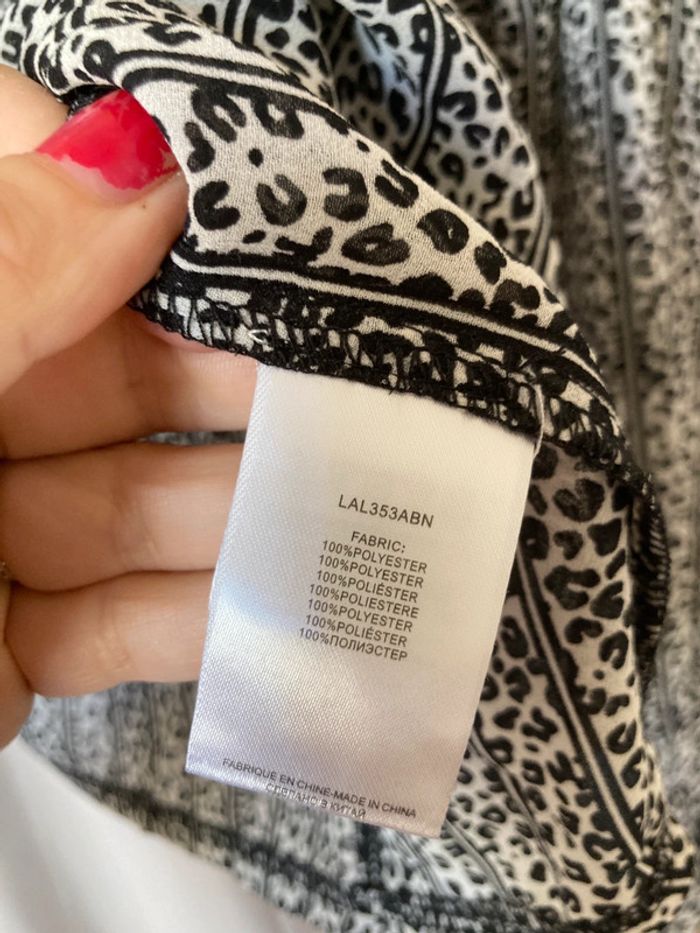 LAL353ABN
FABRIC:
100%POLYESTER
100%POLYESTER
100%POLIÉSTER
100%POLIESTERE
100%POLYESTER
100%POLIÉSTER
100%ПОЛИЭСТЕР
FABRIQUE EN CHINE-MADE IN CHINA
СДЕЛАНО В КИТАЙ